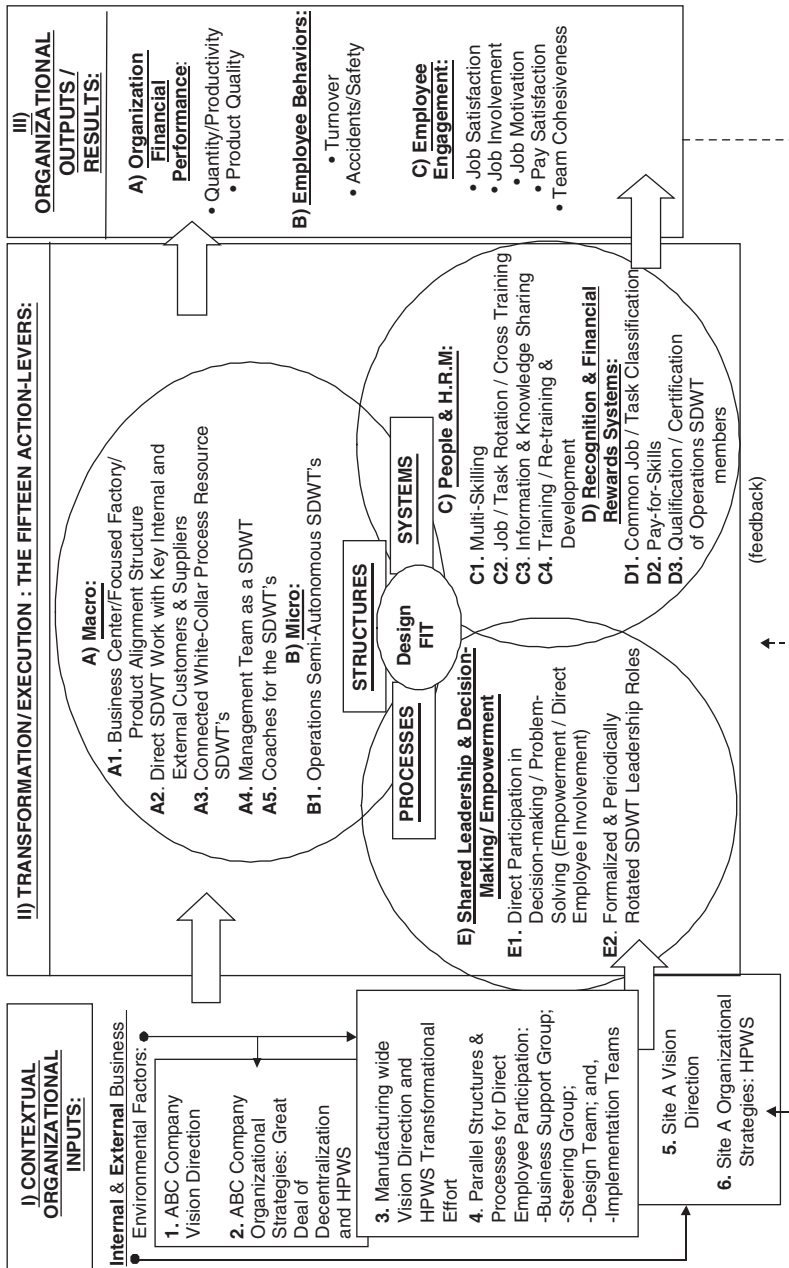 I) CONTEXTUAL
ORGANIZATIONAL
INPUTS:
Internal & External Business
Environmental Factors:
1. ABC Company
Vision Direction
2. ABC Company
Organizational
Strategies: Great
Deal of
Decentralization
and HPWS
3. Manufacturing wide
Vision Direction and
HPWS Transformational
Effort
4. Parallel Structures &
Processes for Direct
Employee Participation:
-Business Support Group;
-Steering Group;
-Design Team; and,
-Implementation Teams
5. Site A Vision
Direction
6. Site A Organizational
Strategies: HPWS
II) TRANSFORMATION/EXECUTION : THE FIFTEEN ACTION-LEVERS:
A) Macro:
A1. Business Center/Focused Factory/
Product Alignment Structure
A2. Direct SDWT Work with Key Internal and
External Customers & Suppliers
A3. Connected White-Collar Process Resource
SDWT's
A4. Management Team as a SDWT
A5. Coaches for the SDWT's
B) Micro:
B1. Operations Semi-Autonomous SDWT's
STRUCTURES
PROCESSES
SYSTEMS
Design
FIT
E) Shared Leadership & Decision-
Making/ Empowerment
E1. Direct Participation in
Decision-making / Problem-
Solving (Empowerment / Direct
Employee Involvement)
E2. Formalized & Periodically
Rotated SDWT Leadership Roles
C) People & H.R.M:
C1. Multi-Skilling
C2. Job / Task Rotation / Cross Training
C3. Information & Knowledge Sharing
C4. Training / Re-training &
Development
D) Recognition & Financial
Rewards Systems:
D1. Common Job / Task Classification
D2. Pay-for-Skills
D3. Qualification / Certification
of Operations SDWT
members
III)
ORGANIZATIONAL
OUTPUTS /
RESULTS:
A) Organization
Financial
Performance:
• Quantity/Productivity
• Product Quality
B) Employee Behaviors:
• Turnover
• Accidents/Safety
C) Employee
Engagement:
• Job Satisfaction
• Job Involvement
• Job Motivation
• Pay Satisfaction
• Team Cohesiveness
(feedback)